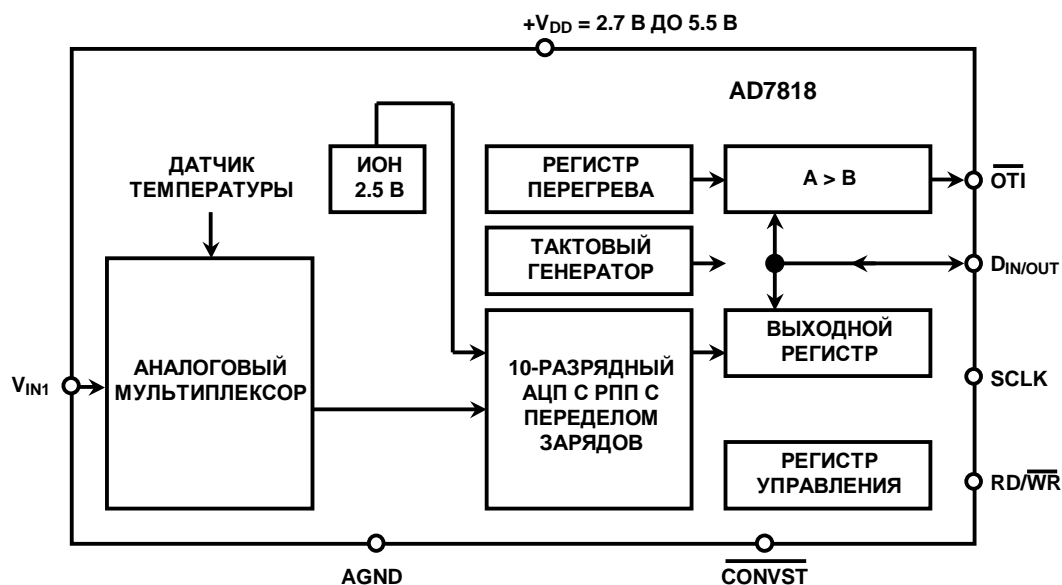 +VDD = 2.7 В ДО 5.5 В
AD7818
ДАТЧИК
ТЕМПЕРАТУРЫ
ИОН
2.5 В
РЕГИСТР
ПЕРЕГРЕВА
A > B
OTI
ТАКТОВЫЙ
ГЕНЕРАТОР
DIN/OUT
АНАЛОГОВЫЙ
МУЛЬТИПЛЕКСОР
VIN1
10-РАЗРЯДНЫЙ
АЦП С РПП С
ПЕРЕДЕЛОМ
ЗАРЯДОВ
ВЫХОДНОЙ
РЕГИСТР
SCLK
РЕГИСТР
УПРАВЛЕНИЯ
RD/WR
AGND
CONVST